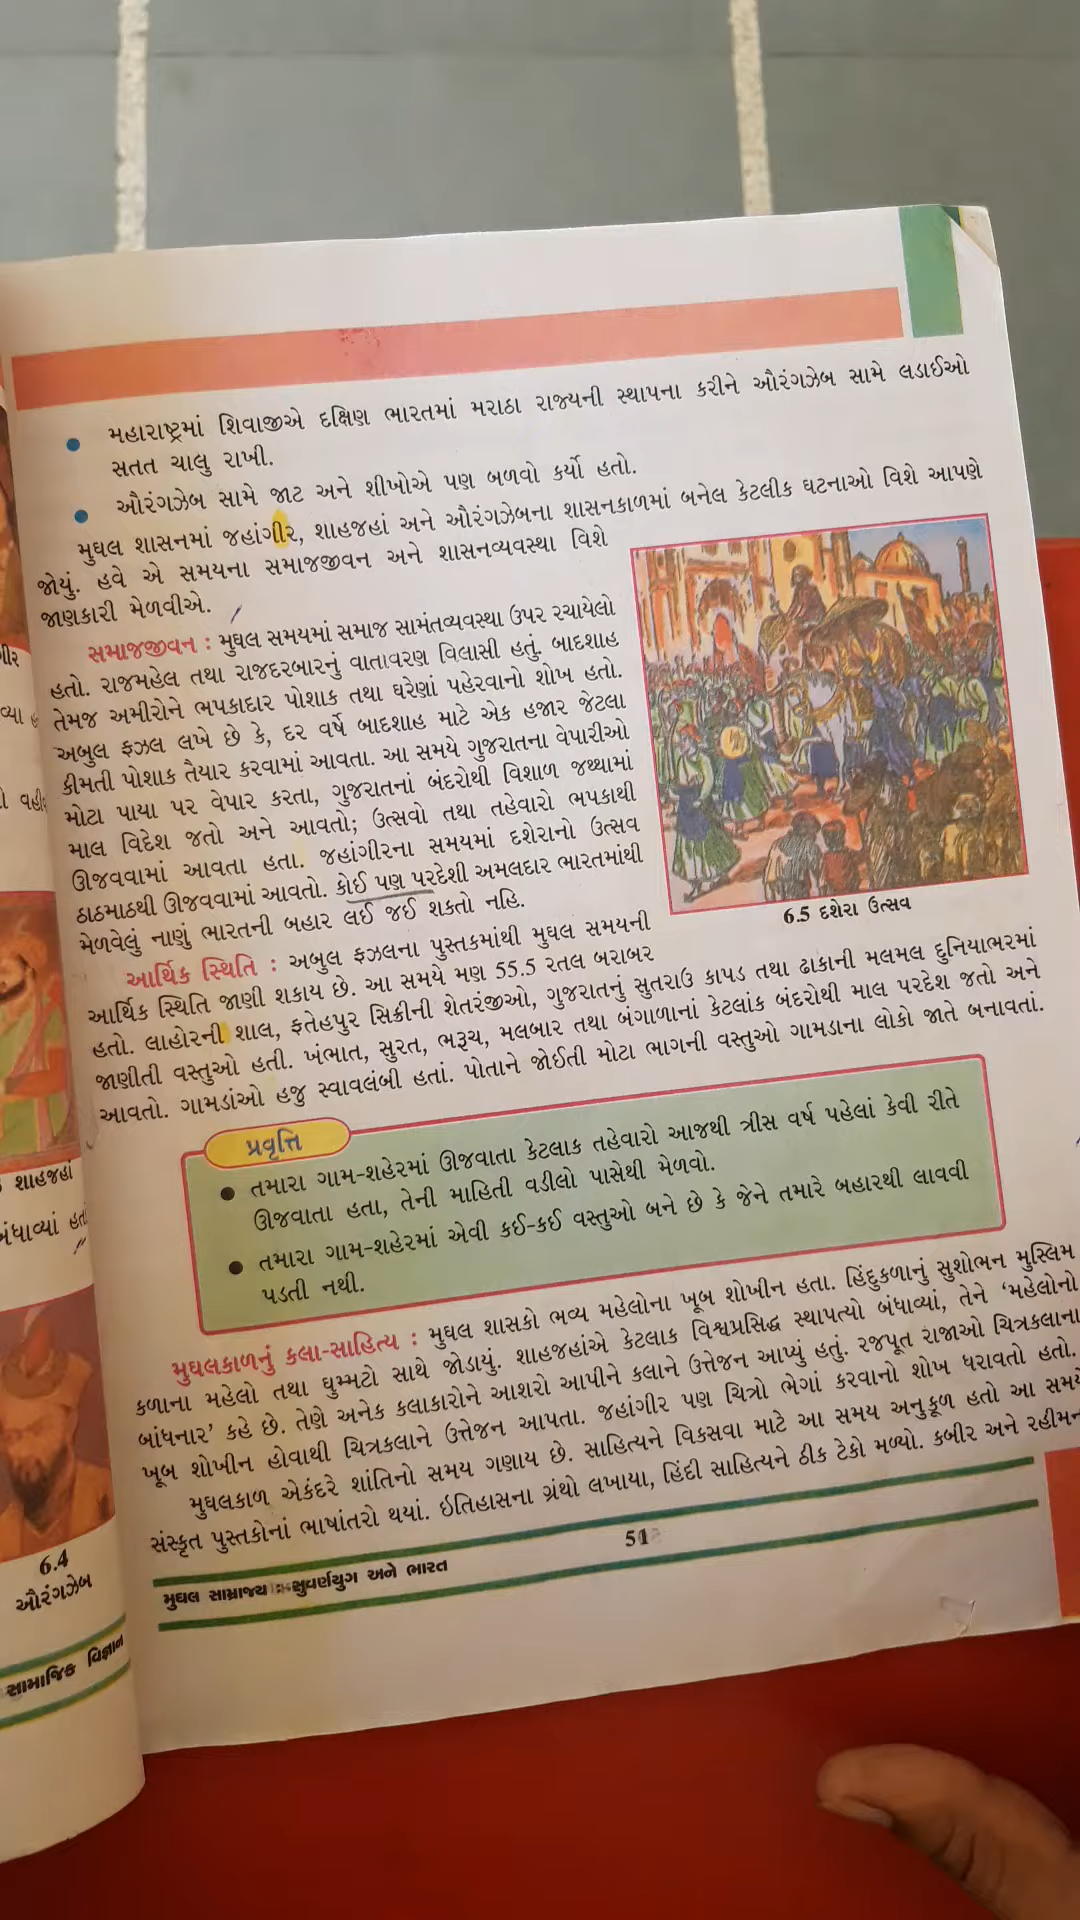 મહારાષ્ટ્રમાં શિવાજીએ દક્ષિણ ભારતમાં મરાઠા રાજ્યની સ્થાપના કરીને ઔરંગઝેબ સામે લડાઈઓ
સતત ચાલુ રાખી.
ઔરંગઝેબ સામે જાટ અને શીખોએ પણ બળવો કર્યો હતો.
મુઘલ શાસનમાં જહાંગીર, શાહજહાં અને ઔરંગઝેબના શાસનકાળમાં બનેલ કેટલીક ઘટનાઓ વિશે આપણે
જોયું. હવે એ સમયના સમાજજીવન અને શાસનવ્યવસ્થા વિશે
જાણકારી મેળવીએ.
સમાજજીવન : મુઘલ સમયમાં સમાજ સામંતવ્યવસ્થા ઉપર રચાયેલો
હતો. રાજમહેલ તથા રાજદરબારનું વાતાવરણ વિલાસી હતું. બાદશાહ
તેમજ અમીરોને ભપકાદાર પોશાક તથા ઘરેણાં પહેરવાનો શોખ હતો.
અબુલ ફઝલ લખે છે કે, દર વર્ષે બાદશાહ માટે એક હજાર જેટલા
કીમતી પોશાક તૈયાર કરવામાં આવતા. આ સમયે ગુજરાતના વેપારીઓ
મોટા પાયા પર વેપાર કરતા, ગુજરાતનાં બંદરોથી વિશાળ જથ્થામાં
માલ વિદેશ જતો અને આવતો; ઉત્સવો તથા તહેવારો ભપકાથી
ઊજવવામાં આવતા હતા. જહાંગીરના સમયમાં દશેરાનો ઉત્સવ
ઠાઠમાઠથી ઊજવવામાં આવતો. કોઈ પણ પરદેશી અમલદાર ભારતમાંથી
મેળવેલું નાણું ભારતની બહાર લઈ જઈ શકતો નહિ.
6.5 દશેરા ઉત્સવ
આર્થિક સ્થિતિ : અબુલ ફઝલના પુસ્તકમાંથી મુઘલ સમયની
આર્થિક સ્થિતિ જાણી શકાય છે. આ સમયે મણ 55.5 રતલ બરાબર
હતો. લાહોરની શાલ, ફતેહપુર સિક્રીની શેતરંજીઓ, ગુજરાતનું સુતરાઉ કાપડ તથા ઢાકાની મલમલ દુનિયાભરમાં
જાણીતી વસ્તુઓ હતી. ખંભાત, સુરત, ભરૂચ, મલબાર તથા બંગાળાનાં કેટલાંક બંદરોથી માલ પરદેશ જતો અને
આવતો. ગામડાંઓ હજુ સ્વાવલંબી હતાં. પોતાને જોઈતી મોટા ભાગની વસ્તુઓ ગામડાના લોકો જાતે બનાવતાં.
પ્રવૃત્તિ
તમારા ગામ-શહેરમાં ઊજવાતા કેટલાક તહેવારો આજથી ત્રીસ વર્ષ પહેલાં કેવી રીતે
ઊજવાતા હતા, તેની માહિતી વડીલો પાસેથી મેળવો.
તમારા ગામ-શહેરમાં એવી કઈ-કઈ વસ્તુઓ બને છે કે જેને તમારે બહારથી લાવવી
પડતી નથી.
મુઘલકાળનું કલા-સાહિત્ય : મુઘલ શાસકો ભવ્ય મહેલોના ખૂબ શોખીન હતા. હિંદુકળાનું સુશોભન મુસ્લિમ
કળાના મહેલો તથા ઘુમ્મટો સાથે જોડાયું. શાહજહાંએ કેટલાક વિશ્વપ્રસિદ્ધ સ્થાપત્યો બંધાવ્યાં, તેને ‘મહેલોનો
બાંધનાર’ કહે છે. તેણે અનેક કલાકારોને આશરો આપીને કલાને ઉત્તેજન આપ્યું હતું. રજપૂત રાજાઓ ચિત્રકલાના
ખૂબ શોખીન હોવાથી ચિત્રકલાને ઉત્તેજન આપતા. જહાંગીર પણ ચિત્રો ભેગાં કરવાનો શોખ ધરાવતો હતો.
મુઘલકાળ એકંદરે શાંતિનો સમય ગણાય છે. સાહિત્યને વિકસવા માટે આ સમય અનુકૂળ હતો આ સમયે
સંસ્કૃત પુસ્તકોનાં ભાષાંતરો થયાં. ઇતિહાસના ગ્રંથો લખાયા, હિંદી સાહિત્યને ઠીક ટેકો મળ્યો. કબીર અને
મુઘલ સામ્રાજ્ય : સુવર્ણયુગ અને ભારત
51
શાહજહાં
6.4
ઔરંગઝેબ
સામાજિક વિજ્ઞાન